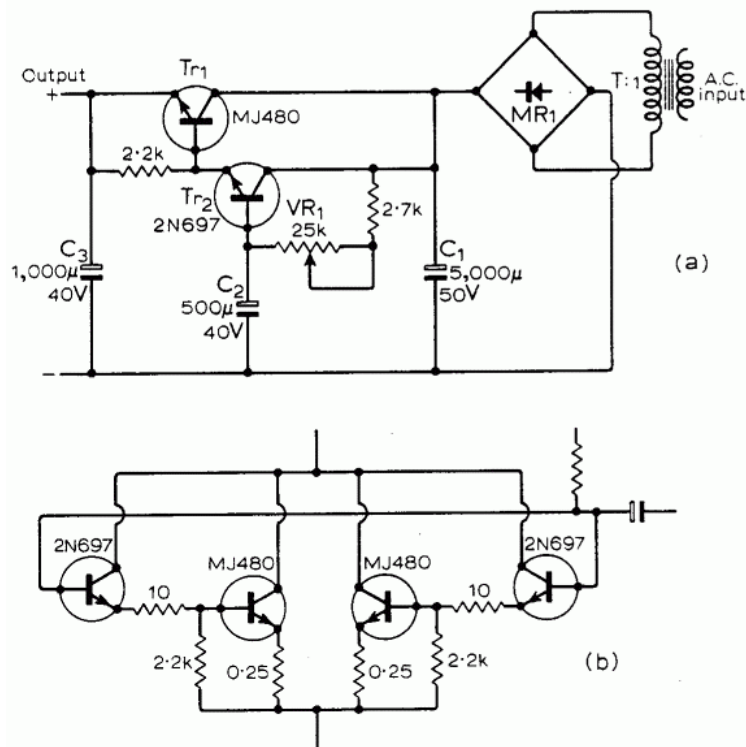 Output
+
Tr1
MJ480
T:1
A.C.
input
MR1
2·2k
Tr2
2N697
VR1
25k
2·7k
C3
1,000µ
40V
C2
500µ
40V
C1
5,000µ
50V
(a)
−
2N697
MJ480
MJ480
2N697
10
10
2·2k
0·25
0·25
2·2k
(b)